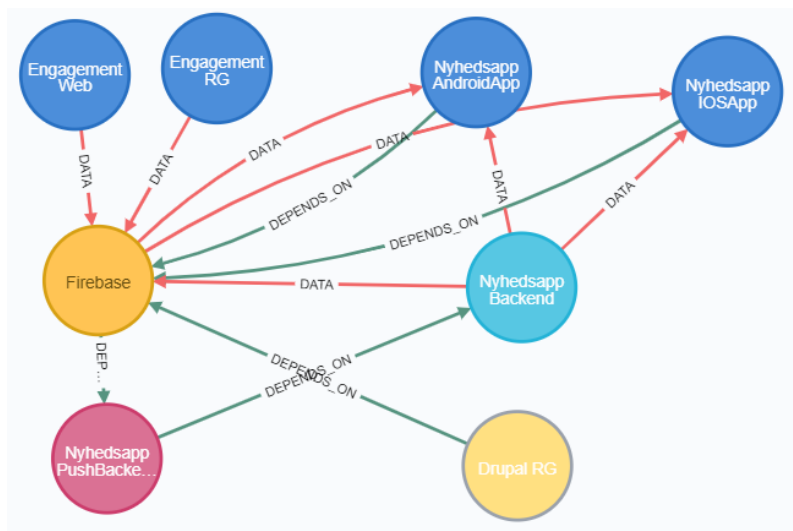 Engagement
Web
Engagement
RG
Nyhedsapp
AndroidApp
Nyhedsapp
IOSApp
DATA
DATA
DATA
DATA
DEPENDS_ON
DATA
DATA
DEPENDS_ON
Firebase
DATA
Nyhedsapp
Backend
DEP…
DEPENDS_ON
DEPENDS_ON
Nyhedsapp
PushBacke…
Drupal RG